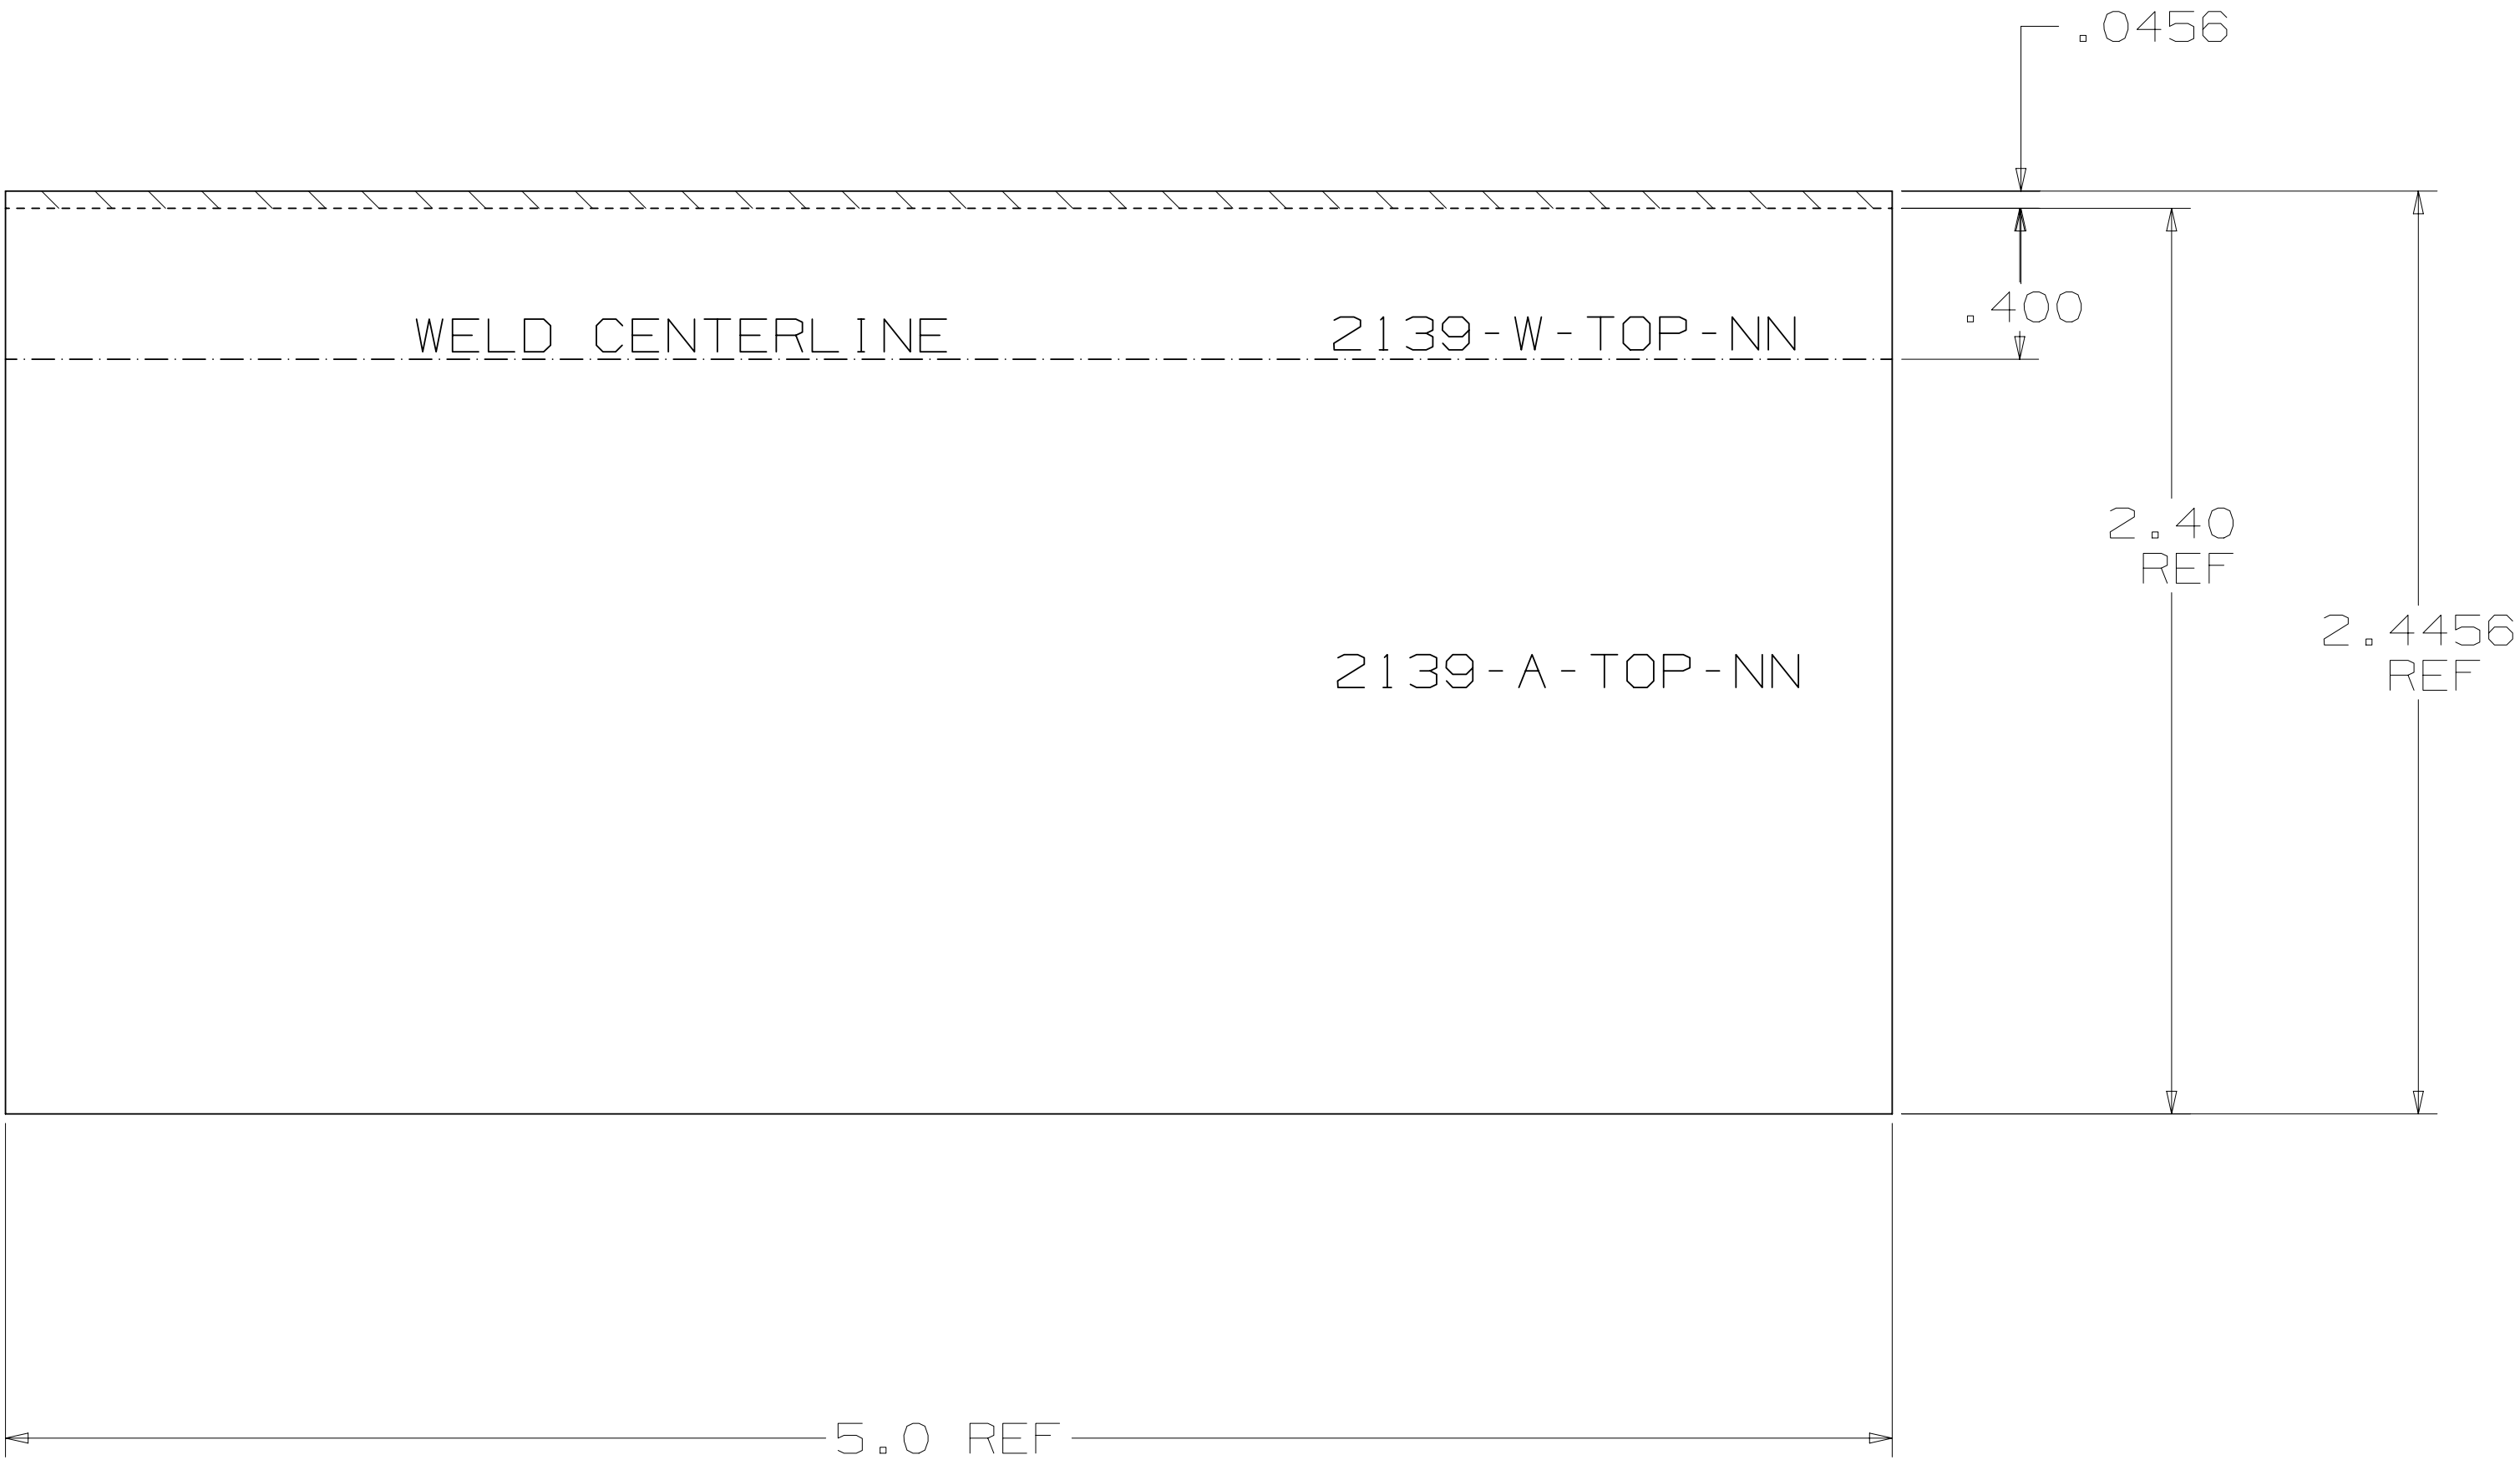 .0456
WELD CENTERLINE
2139-W-TOP-NN
.400
2.40
REF
2.4456
REF
2139-A-TOP-NN
5.0 REF